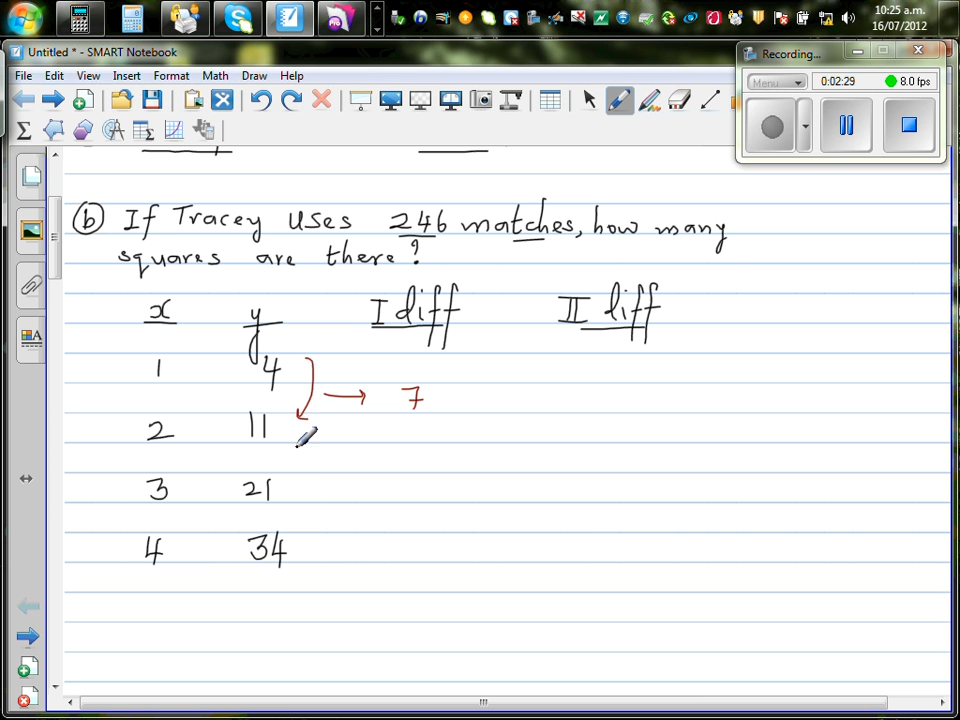 10:25 a.m.
16/07/2012
Untitled * - SMART Notebook
File Edit View Insert Format Math Draw Help
Recording...
Menu
0:02:29
8.0 fps
(b) If Tracey uses 246 matches, how many
squares are there?
x y I diff II diff
1 4
7
2 11
3 21
4 34